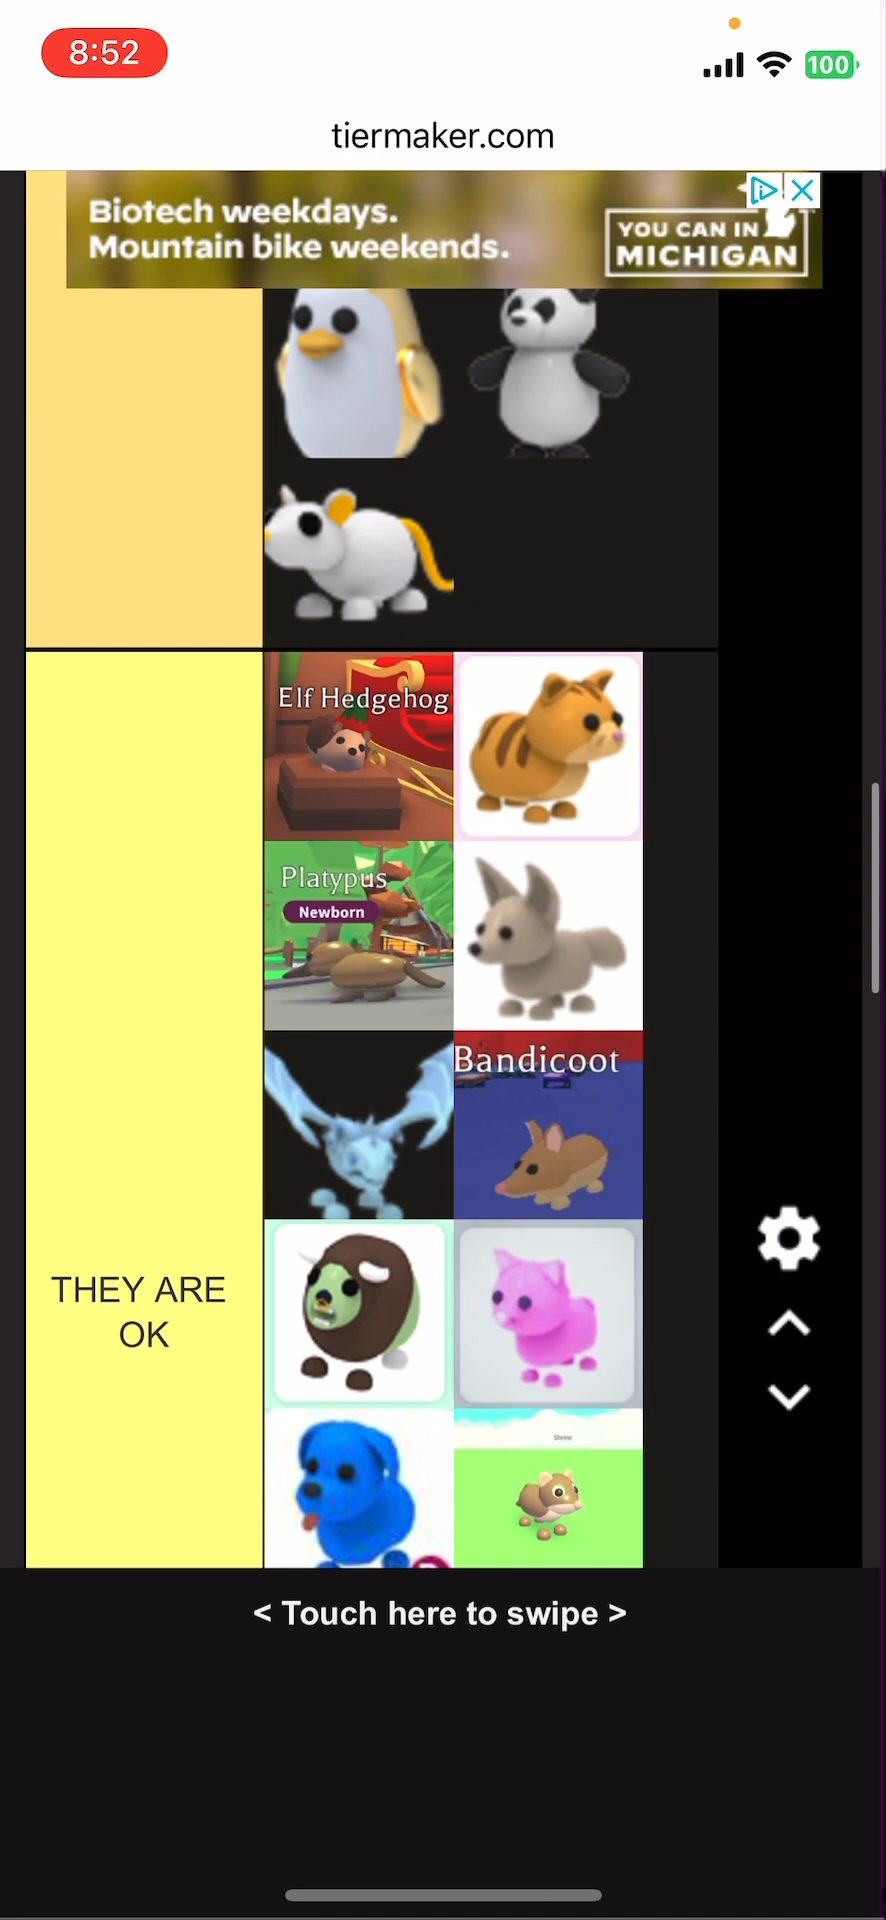 8:52
100
tiermaker.com
Biotech weekdays.
Mountain bike weekends.
YOU CAN IN
MICHIGAN
Elf Hedgehog
Platypus
Newborn
Bandicoot
THEY ARE
OK
Shrew
< Touch here to swipe >